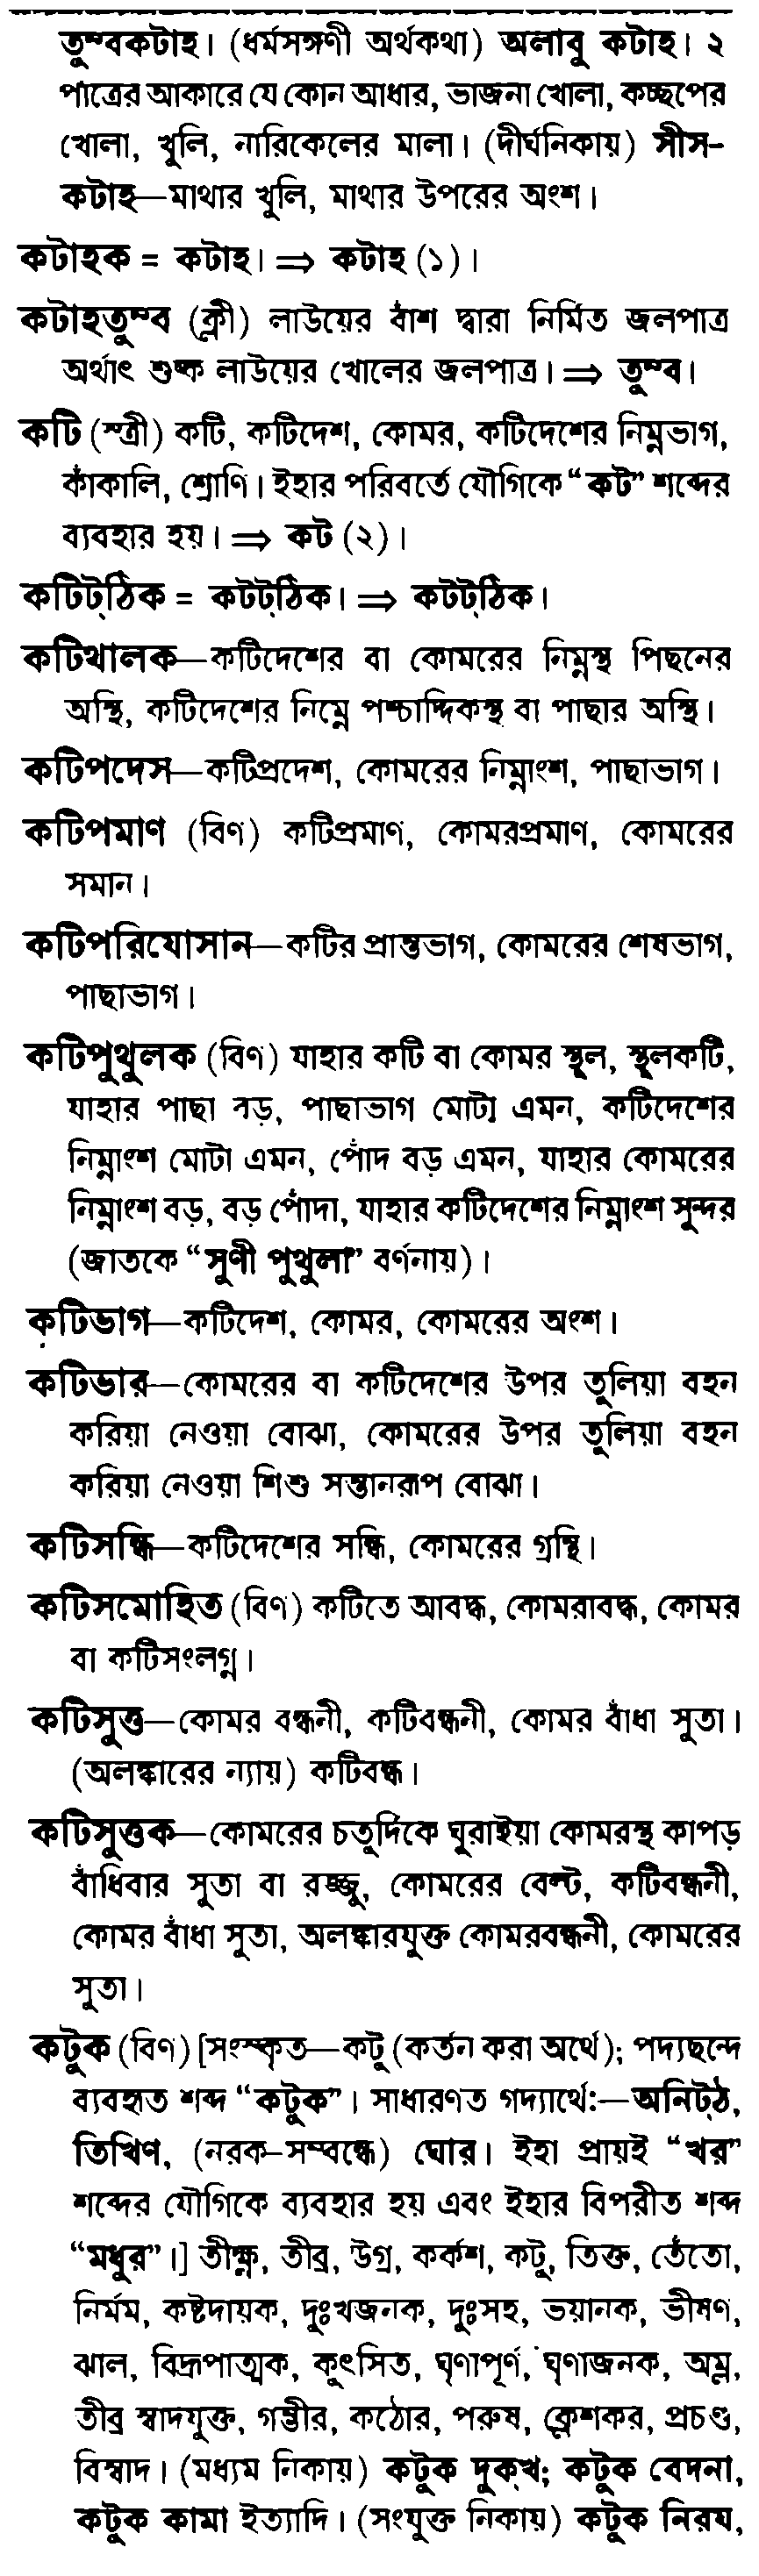 তুম্বকটাহ। (ধর্মসঙ্গণী অর্থকথা) অলাবু কটাহ। ২
পাত্রের আকারে যে কোন আধার, ভাজনা খোলা, কচ্ছপের
খোলা, খুলি, নারিকেলের মালা। (দীর্ঘনিকায়) সীস-
কটাহ—মাথার খুলি, মাথার উপরের অংশ।
কটাহক = কটাহ। ⇒ কটাহ (১)।
কটাহতুম্ব (ক্লী) লাউয়ের বাঁশ দ্বারা নির্মিত জলপাত্র
অর্থাৎ শুষ্ক লাউয়ের খোলের জলপাত্র। ⇒ তুম্ব।
কটি (স্ত্রী) কটি, কটিদেশ, কোমর, কটিদেশের নিম্নভাগ,
কাঁকালি, শ্রোণি। ইহার পরিবর্তে যৌগিকে “কট” শব্দের
ব্যবহার হয়। ⇒ কট (২)।
কটিট্ঠিক = কটট্ঠিক। ⇒ কটট্ঠিক।
কটিথালক—কটিদেশের বা কোমরের নিম্নস্থ পিছনের
অস্থি, কটিদেশের নিম্নে পশ্চাদ্দিকস্থ বা পাছার অস্থি।
কটিপদেস—কটিপ্রদেশ, কোমরের নিম্নাংশ, পাছাভাগ।
কটিপমাণ (বিণ) কটিপ্রমাণ, কোমরপ্রমাণ, কোমরের
সমান।
কটিপরিযোসান—কটির প্রান্তভাগ, কোমরের শেষভাগ,
পাছাভাগ।
কটিপুথুলক (বিণ) যাহার কটি বা কোমর স্থূল, স্থূলকটি,
যাহার পাছা বড়, পাছাভাগ মোটা এমন, কটিদেশের
নিম্নাংশ মোটা এমন, পোঁদ বড় এমন, যাহার কোমরের
নিম্নাংশ বড়, বড় পোঁদা, যাহার কটিদেশের নিম্নাংশ সুন্দর
(জাতকে “সুণী পুথুলা” বর্ণনায়)।
কটিভাগ—কটিদেশ, কোমর, কোমরের অংশ।
কটিভার—কোমরের বা কটিদেশের উপর তুলিয়া বহন
করিয়া নেওয়া বোঝা, কোমরের উপর তুলিয়া বহন
করিয়া নেওয়া শিশু সন্তানরূপ বোঝা।
কটিসন্ধি—কটিদেশের সন্ধি, কোমরের গ্রন্থি।
কটিসমোহিত (বিণ) কটিতে আবদ্ধ, কোমরাবদ্ধ, কোমর
বা কটিসংলগ্ন।
কটিসুত্ত—কোমর বন্ধনী, কটিবন্ধনী, কোমর বাঁধা সুতা।
(অলঙ্কারের ন্যায়) কটিবন্ধ।
কটিসুত্তক—কোমরের চতুর্দিকে ঘুরাইয়া কোমরস্থ কাপড়
বাঁধিবার সুতা বা রজ্জু, কোমরের বেল্ট, কটিবন্ধনী,
কোমর বাঁধা সুতা, অলঙ্কারযুক্ত কোমরবন্ধনী, কোমরের
সুতা।
কটুক (বিণ) [সংস্কৃত—কটু (কর্তন করা অর্থে); পদ্যছন্দে
ব্যবহৃত শব্দ “কটুক”। সাধারণত গদ্যার্থে:—অনিট্ঠ,
তিখিণ, (নরক-সম্বন্ধে) ঘোর। ইহা প্রায়ই “খর”
শব্দের যৌগিকে ব্যবহার হয় এবং ইহার বিপরীত শব্দ
“মধুর”।] তীক্ষ্ণ, তীব্র, উগ্র, কর্কশ, কটু, তিক্ত, তেঁতো,
নির্মম, কষ্টদায়ক, দুঃখজনক, দুঃসহ, ভয়ানক, ভীষণ,
ঝাল, বিদ্রূপাত্মক, কুৎসিত, ঘৃণাপূর্ণ, ঘৃণাজনক, অম্ল,
তীব্র স্বাদযুক্ত, গম্ভীর, কঠোর, পরুষ, ক্লেশকর, প্রচণ্ড,
বিস্বাদ। (মধ্যম নিকায়) কটুক দুক্খ; কটুক বেদনা,
কটুক কামা ইত্যাদি। (সংযুক্ত নিকায়) কটুক নিরয,